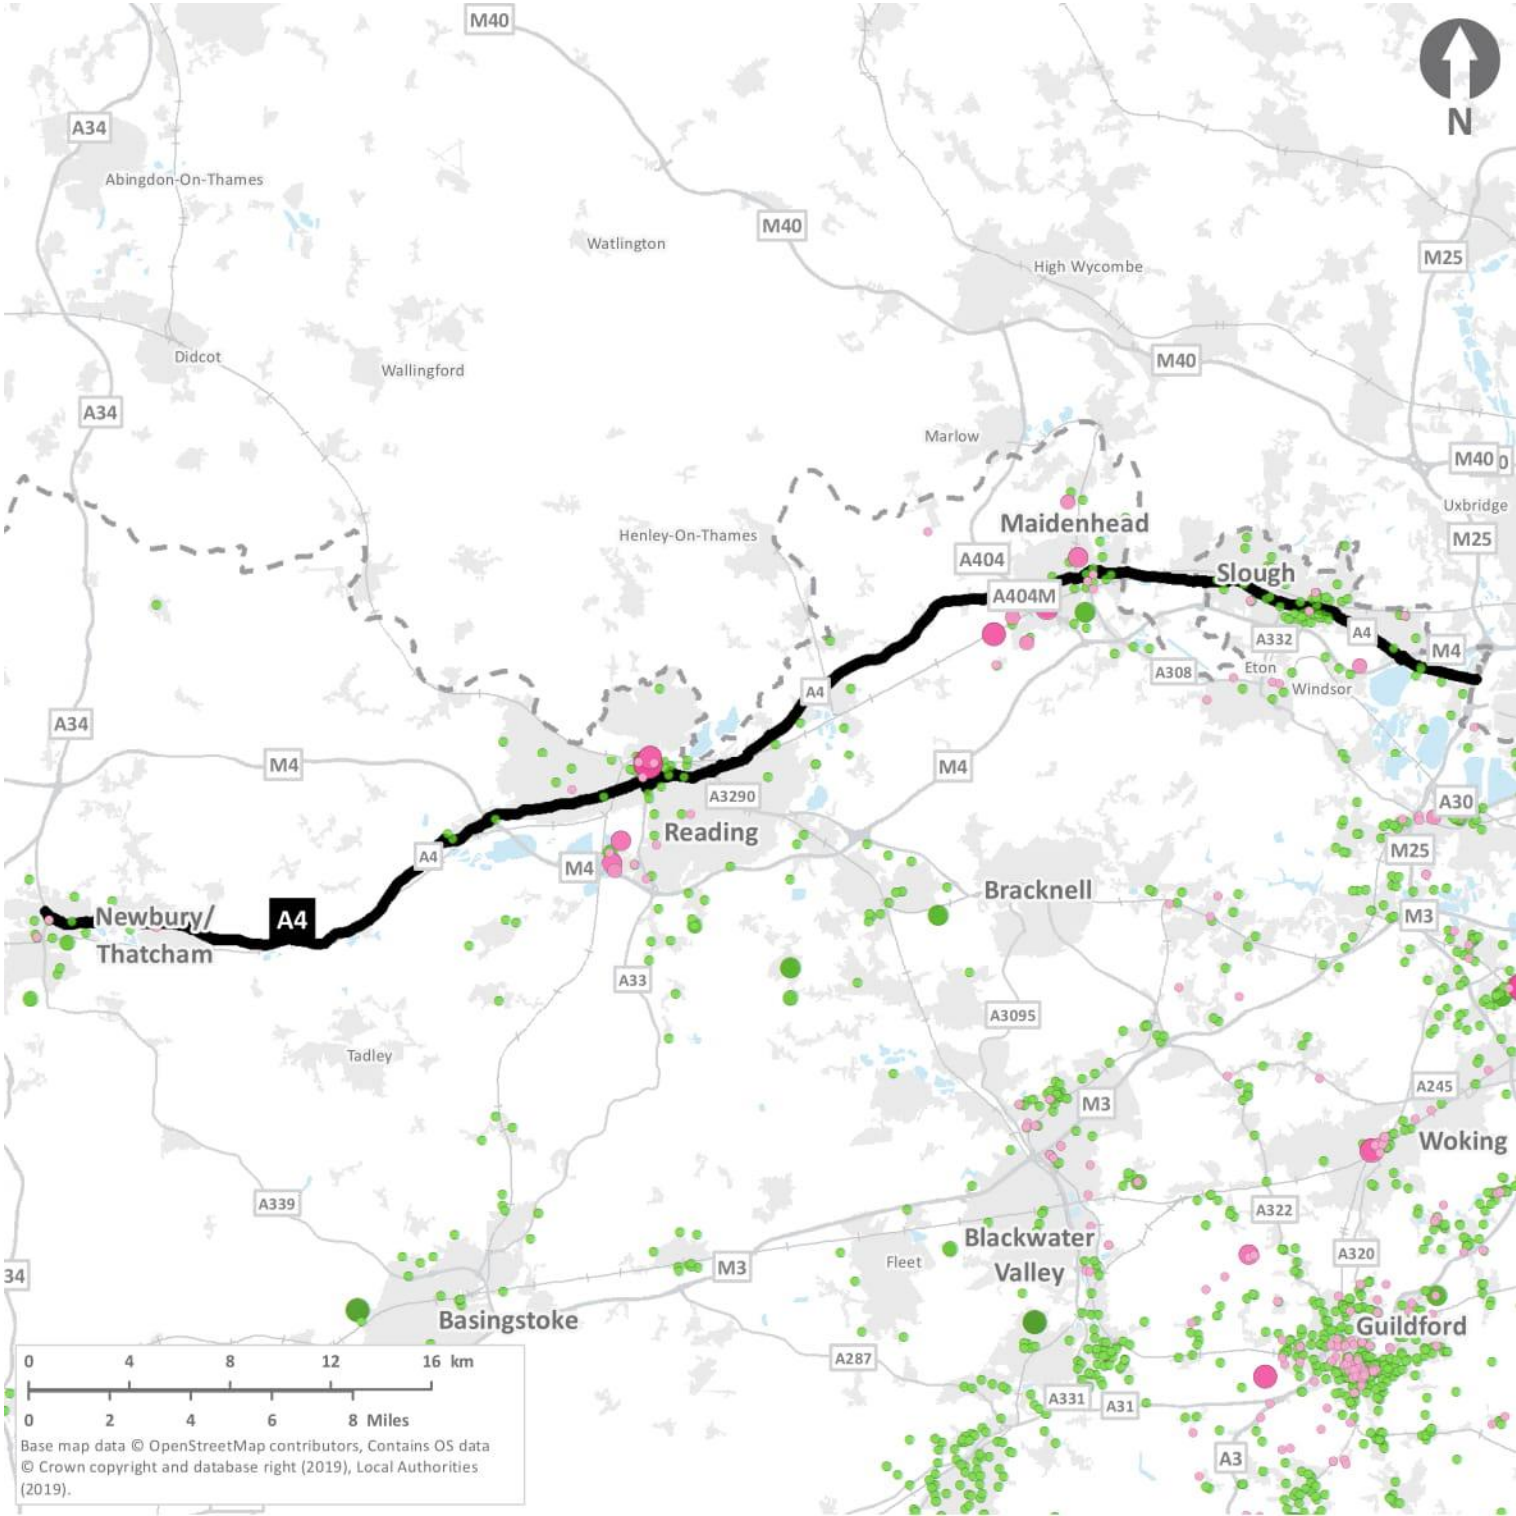 M40
N
A34
Abingdon-On-Thames
M40
Watlington
M25
High Wycombe
Didcot
Wallingford
M40
A34
Marlow
M40
0
Uxbridge
Maidenhead
Henley-On-Thames
M25
A404
Slough
A404M
A332
A4
M4
Eton
A308
Windsor
A4
A34
M4
M4
A3290
A30
Reading
M25
A4
M4
Bracknell
M3
Newbury/
A4
Thatcham
A33
A3095
Tadley
A245
M3
Woking
A339
A322
Blackwater
A320
34
M3
Fleet
Valley
Basingstoke
Guildford
A287
0 4 8 12 16 km
A331
A31
0 2 4 6 8 Miles
A3
Base map data © OpenStreetMap contributors, Contains OS data
© Crown copyright and database right (2019), Local Authorities
(2019).